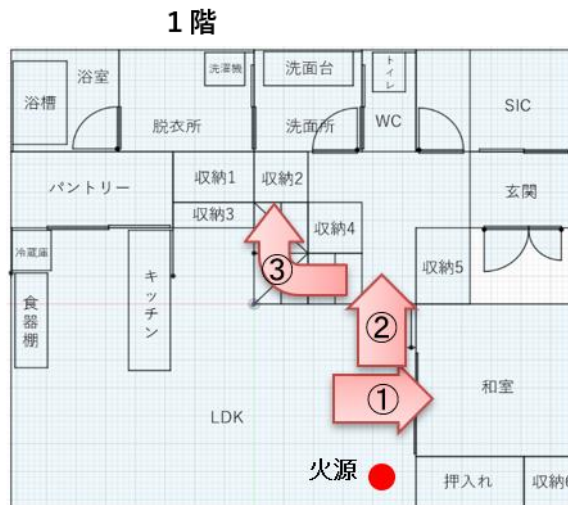 1階
浴室
浴槽
脱衣所
洗濯機
洗面台
洗面所
トイレ
WC
SIC
パントリー
収納1
収納2
収納3
収納4
玄関
冷蔵庫
食器棚
キッチン
収納5
③
②
①
和室
LDK
火源
押入れ
収納6